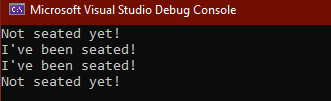 Microsoft Visual Studio Debug Console
Not seated yet!
I've been seated!
I've been seated!
Not seated yet!